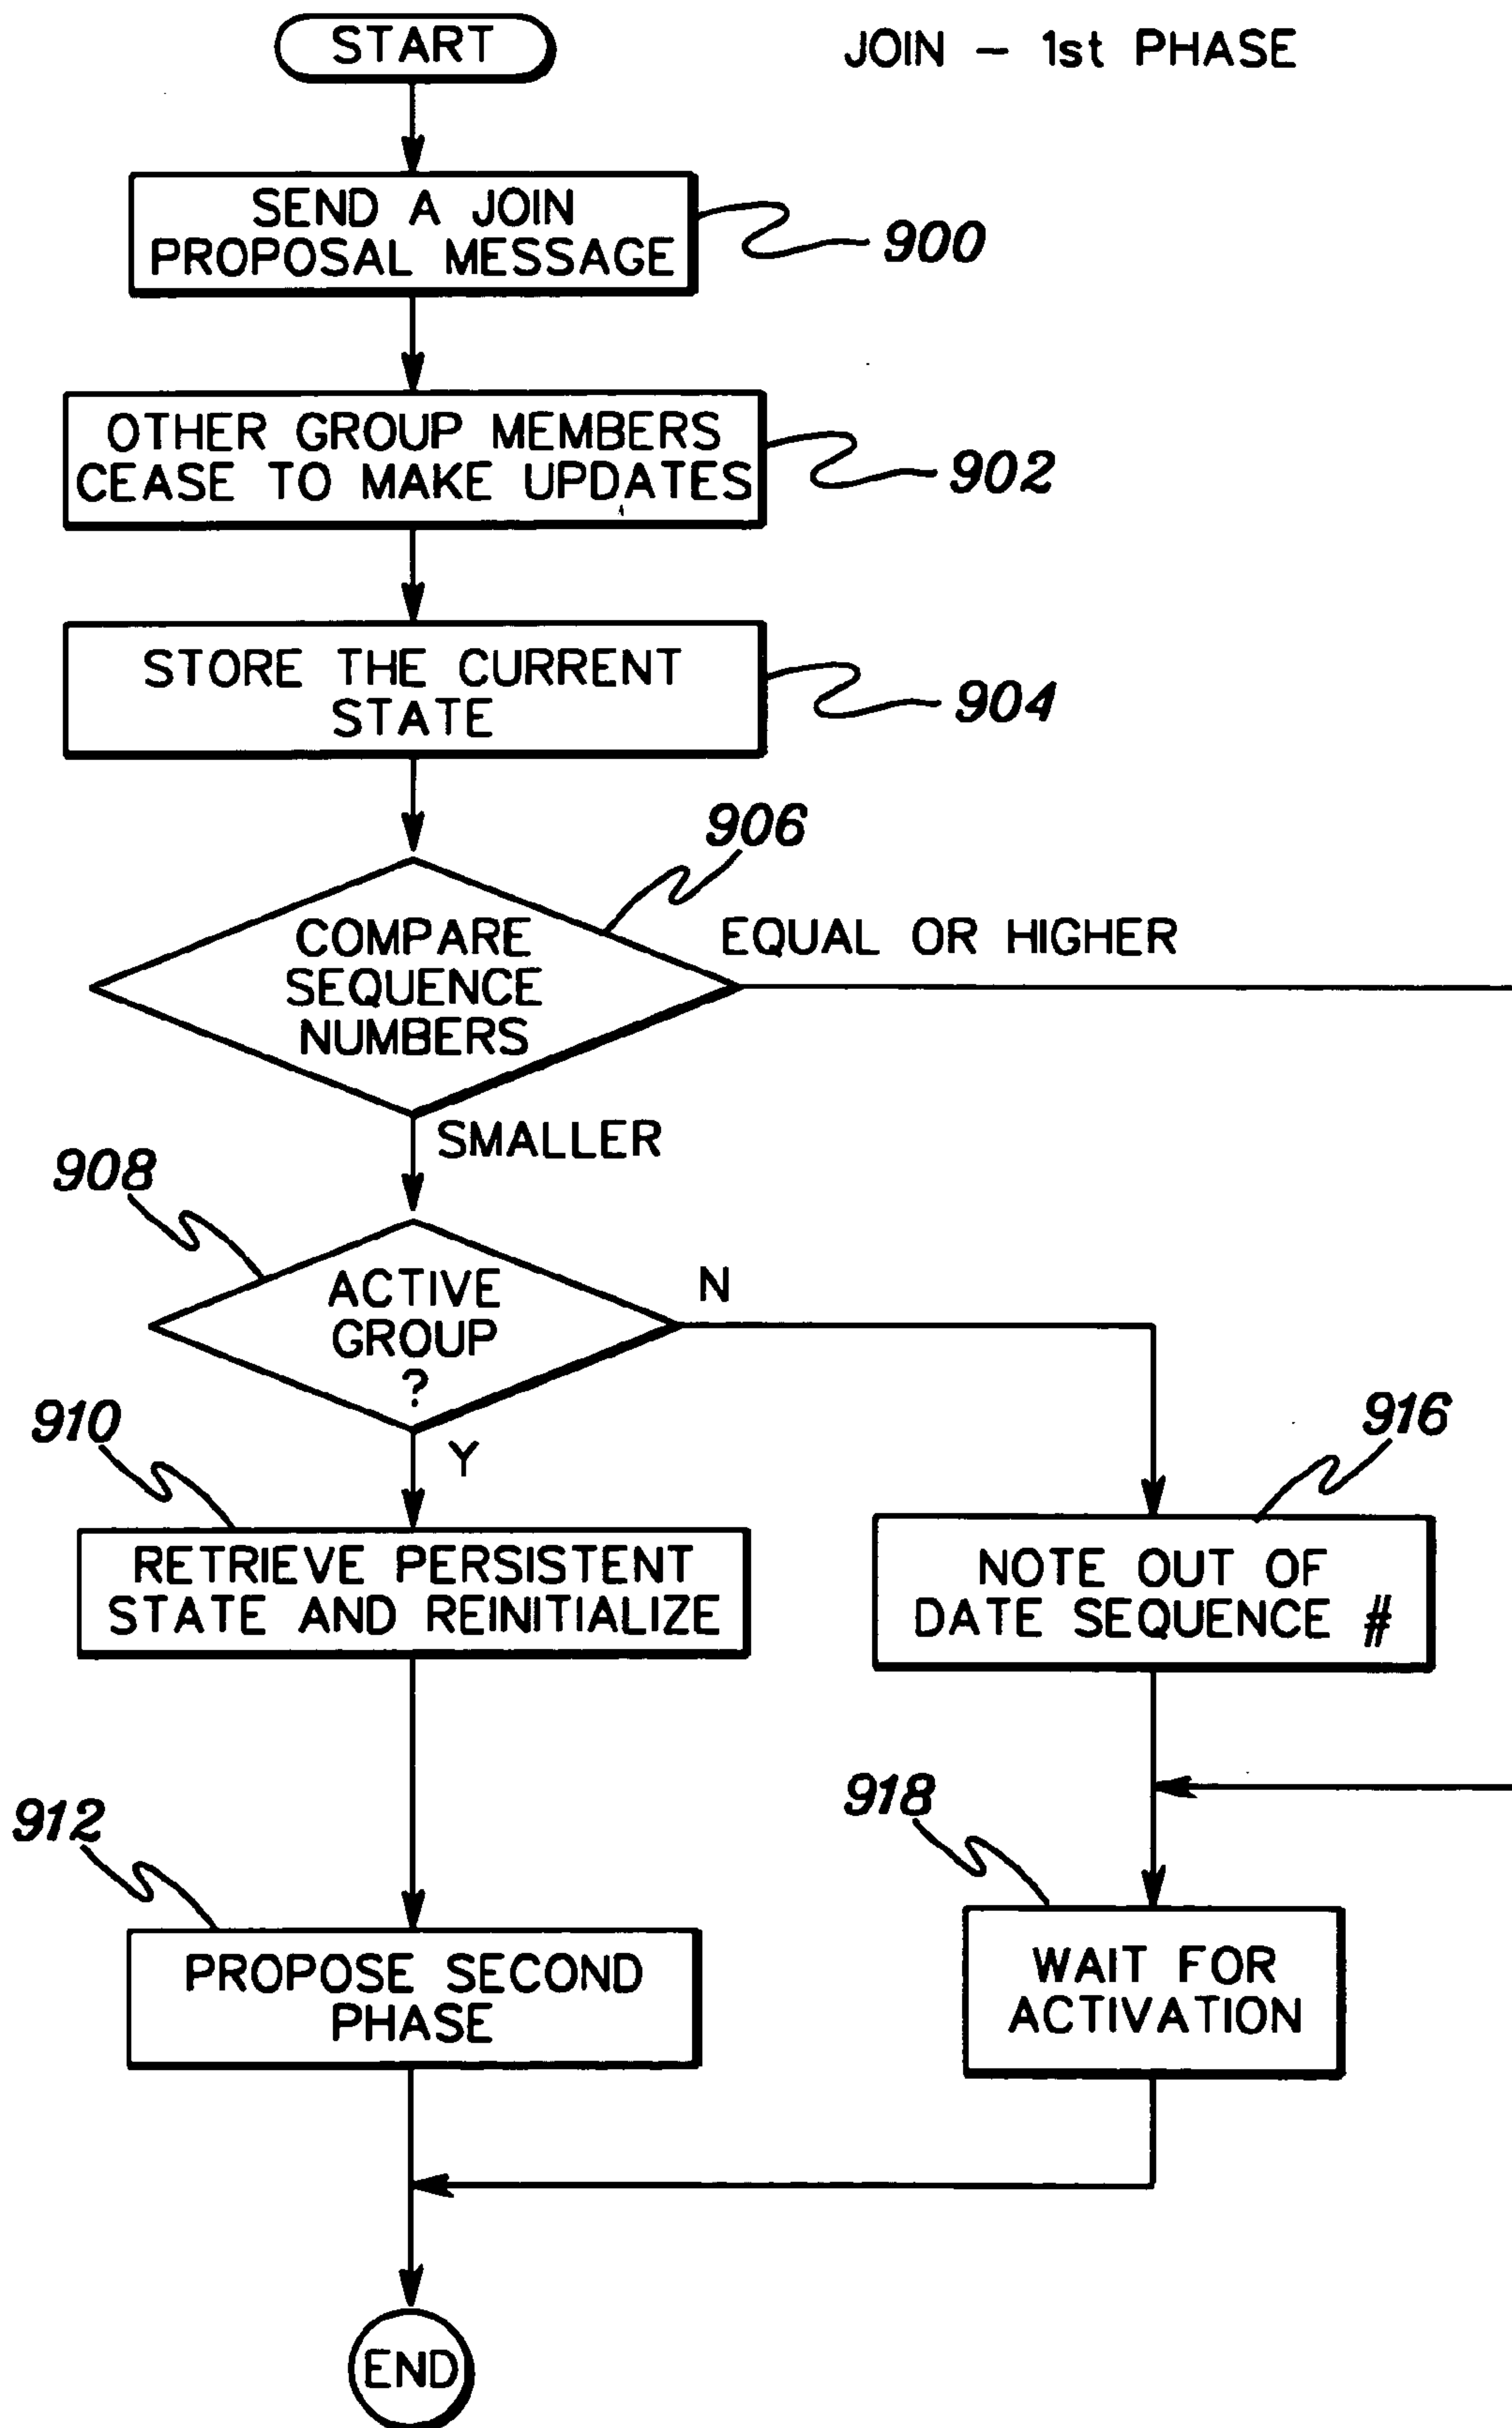 START
JOIN - 1st PHASE
SEND A JOIN
PROPOSAL MESSAGE
900
OTHER GROUP MEMBERS
CEASE TO MAKE UPDATES
902
STORE THE CURRENT
STATE
904
906
COMPARE
SEQUENCE
NUMBERS
EQUAL OR HIGHER
SMALLER
908
ACTIVE
GROUP
?
N
Y
910
RETRIEVE PERSISTENT
STATE AND REINITIALIZE
916
NOTE OUT OF
DATE SEQUENCE #
912
PROPOSE SECOND
PHASE
918
WAIT FOR
ACTIVATION
END